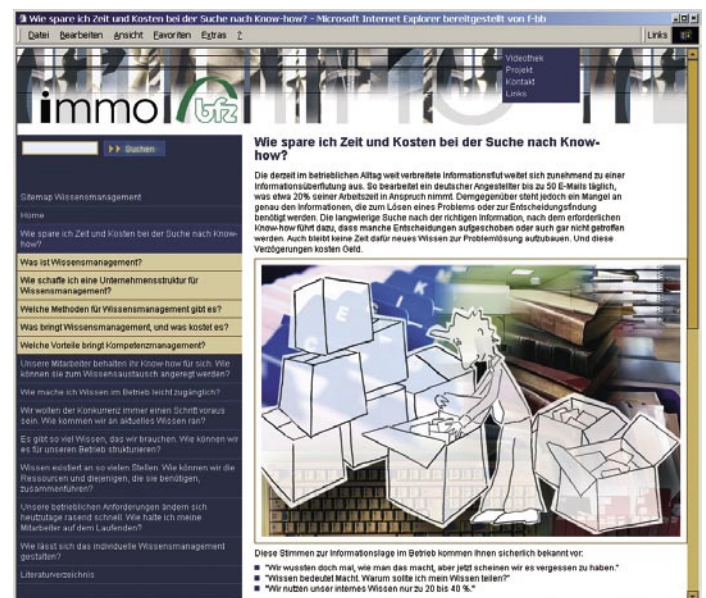 Wie spare ich Zeit und Kosten bei der Suche nach Know-how? - Microsoft Internet Explorer bereitgestellt von f-bb
Datei Bearbeiten Ansicht Favoriten Extras ?
Links
Videothek
Projekt
Kontakt
Links
immo bfz
Suchen
Sitemap Wissensmanagement
Home
Wie spare ich Zeit und Kosten bei der Suche nach Know-
how?
Was ist Wissensmanagement?
Wie schaffe ich eine Unternehmensstruktur für
Wissensmanagement?
Welche Methoden für Wissensmanagement gibt es?
Was bringt Wissensmanagement, und was kostet es?
Welche Vorteile bringt Kompetenzmanagement?
Unsere Mitarbeiter behalten ihr Know-how für sich. Wie
können sie zum Wissensaustausch angeregt werden?
Wie mache ich Wissen im Betrieb leicht zugänglich?
Wir wollen der Konkurrenz immer einen Schritt voraus
sein. Wie kommen wir an aktuelles Wissen ran?
Es gibt so viel Wissen, das wir brauchen. Wie können wir
es für unseren Betrieb strukturieren?
Wissen existiert an so vielen Stellen. Wie können wir die
Ressourcen und diejenigen, die sie benötigen,
zusammenführen?
Unsere betrieblichen Anforderungen ändern sich
heutzutage rasend schnell. Wie halte ich meine
Mitarbeiter auf dem Laufenden?
Wie lässt sich das individuelle Wissensmanagement
gestalten?
Literaturverzeichnis
Wie spare ich Zeit und Kosten bei der Suche nach Know-
how?
Die derzeit im betrieblichen Alltag weit verbreitete Informationsflut weitet sich zunehmend zu einer
Informationsüberflutung aus. So bearbeitet ein deutscher Angestellter bis zu 50 E-Mails täglich,
was etwa 20% seiner Arbeitszeit in Anspruch nimmt. Demgegenüber steht jedoch ein Mangel an
genau den Informationen, die zum Lösen eines Problems oder zur Entscheidungsfindung
benötigt werden. Die langwierige Suche nach der richtigen Information, nach dem erforderlichen
Know-how führt dazu, dass manche Entscheidungen aufgeschoben oder auch gar nicht getroffen
werden. Auch bleibt keine Zeit dafür neues Wissen zur Problemlösung aufzubauen. Und diese
Verzögerungen kosten Geld.
Diese Stimmen zur Informationslage im Betrieb kommen Ihnen sicherlich bekannt vor:
"Wir wussten doch mal, wie man das macht, aber jetzt scheinen wir es vergessen zu haben."
"Wissen bedeutet Macht. Warum sollte ich mein Wissen teilen?"
"Wir nutzen unser internes Wissen nur zu 20 bis 40 %."